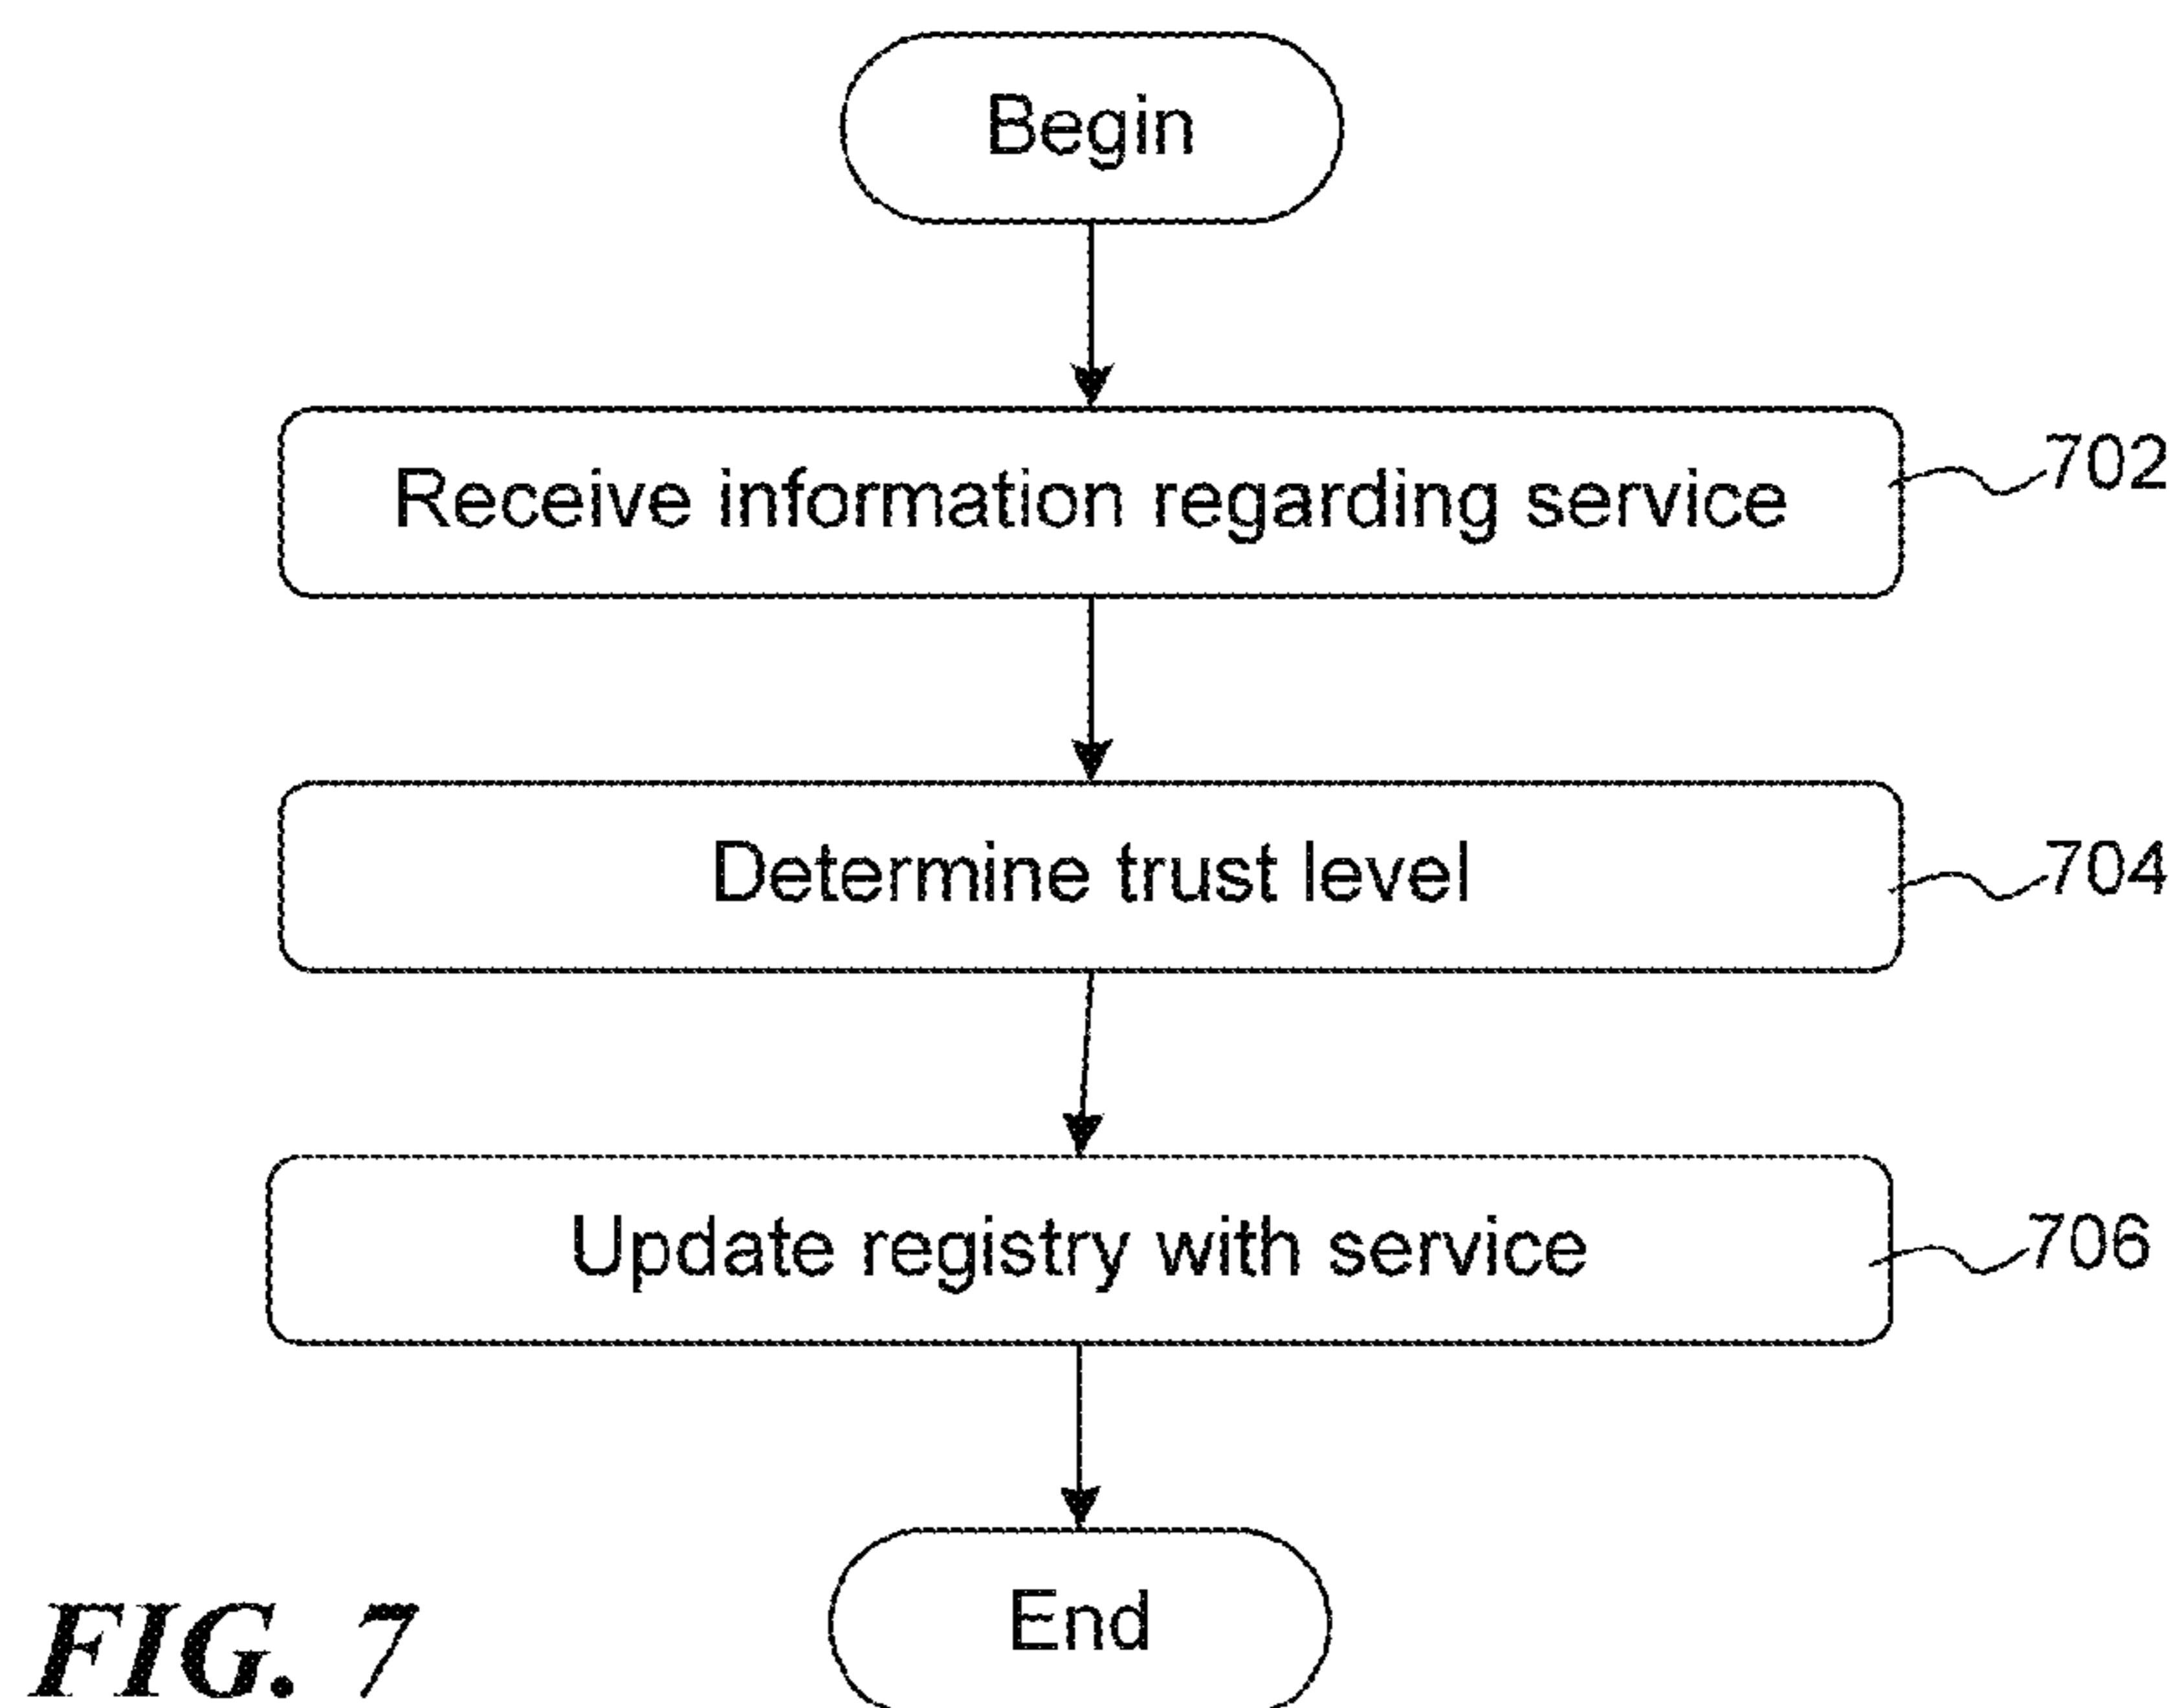 Begin
Receive information regarding service
702
Determine trust level
704
Update registry with service
706
End
FIG. 7